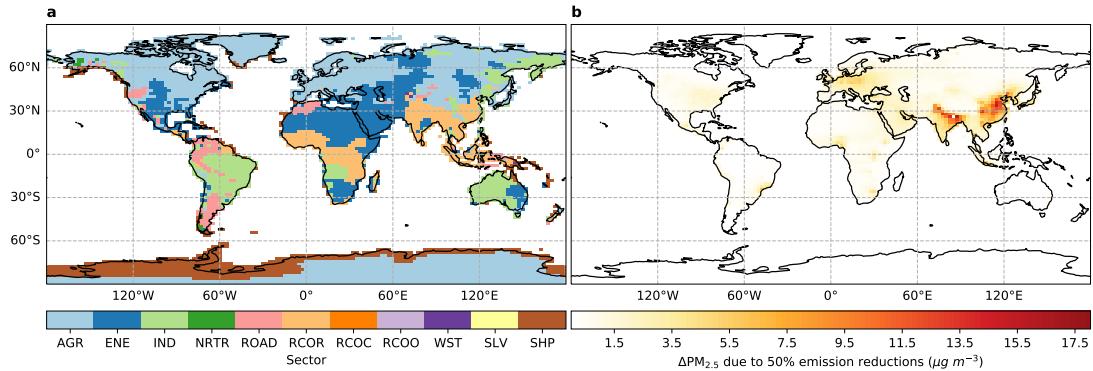 a
b
60°N
30°N
0°
30°S
60°S
120°W 60°W 0° 60°E 120°E
120°W 60°W 0° 60°E 120°E
AGR ENE IND NRTR ROAD RCOR RCOC RCOO WST SLV SHP
Sector
1.5 3.5 5.5 7.5 9.5 11.5 13.5 15.5 17.5
ΔPM2.5 due to 50% emission reductions (μg m−3)